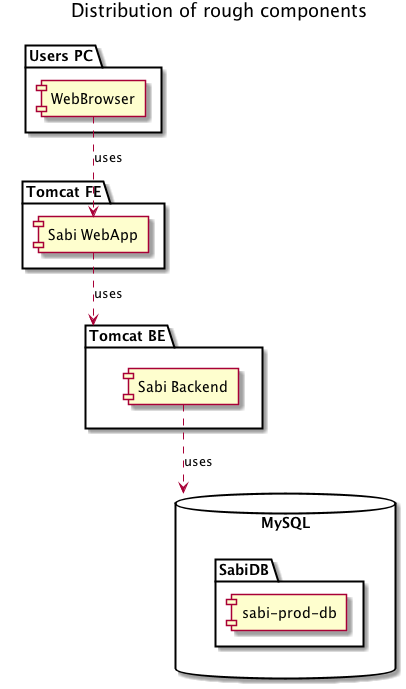 Distribution of rough components
Users PC
WebBrowser
uses
Tomcat FE
Sabi WebApp
uses
Tomcat BE
Sabi Backend
uses
MySQL
SabiDB
sabi-prod-db